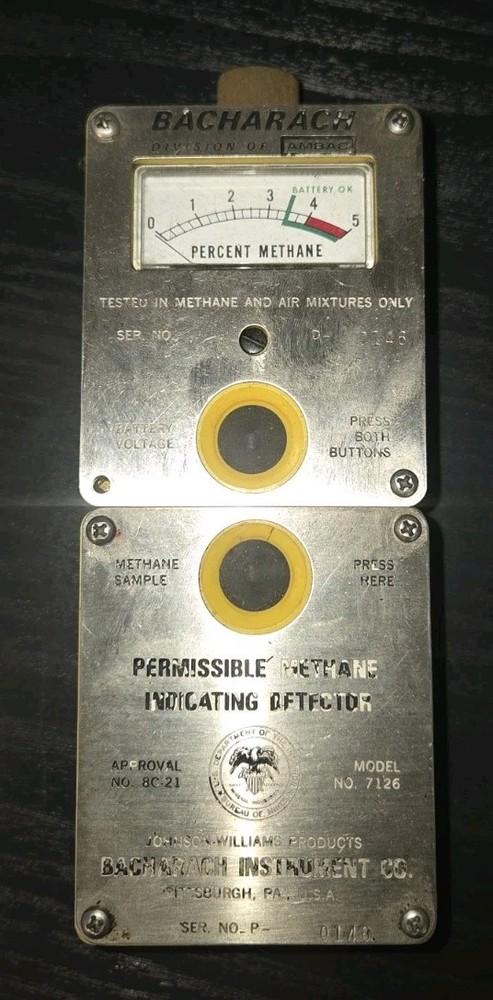 BACHARACH
DIVISION OF AMBAC
BATTERY OK
0 1 2 3 4 5
PERCENT METHANE
TESTED IN METHANE AND AIR MIXTURES ONLY
SER. NO. P-
BATTERY VOLTAGE
PRESS BOTH BUTTONS
METHANE SAMPLE
PRESS HERE
PERMISSIBLE METHANE
INDICATING DETECTOR
APPROVAL NO. 8C-21
MODEL NO. 7126
JOHNSON-WILLIAMS PRODUCTS
BACHARACH INSTRUMENT CO.
PITTSBURGH, PA., U.S.A.
SER. NO. P-